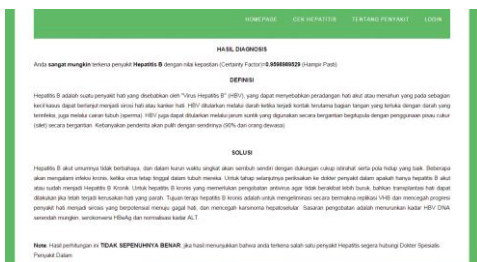 HOMEPAGE CEK HEPATITIS TENTANG PENYAKIT LOGIN
HASIL DIAGNOSIS
Anda sangat mungkin terkena penyakit Hepatitis B dengan nilai kepastian (Certainty Factor)=0.9598989529 (Hampir Pasti)
DEFINISI
Hepatitis B adalah suatu penyakit hati yang disebabkan oleh "Virus Hepatitis B" (HBV), yang dapat menyebabkan peradangan hati akut atau menahun yang pada sebagian
kecil kasus dapat berlanjut menjadi sirosi hati atau kanker hati. HBV ditularkan melalui darah ketika terjadi kontak terutama bagian tangan yang terluka dengan darah yang
terinfeksi, juga melalui cairan tubuh (sperma). HBV juga dapat ditularkan melalui jarum suntik yang digunakan secara bergantian begitupula dengan penggunaan pisau cukur
(silet) secara bergantian. Kebanyakan penderita akan pulih dengan sendirinya (90% dari orang dewasa).
SOLUSI
Hepatitis B akut umumnya tidak berbahaya, dan dalam kurun waktu singkat akan sembuh sendiri dengan dukungan cukup istirahat serta pola hidup yang baik. Beberapa
akan mengalami infeksi kronis, ketika virus tetap tinggal dalam tubuh mereka. Untuk tahap selanjutnya periksakan ke dokter penyakit dalam apakah hanya hepatitis B akut
atau sudah menjadi Hepatitis B Kronik. Untuk hepatitis B kronis yang memerlukan pengobatan antivirus agar tidak berakibat lebih buruk, bahkan transplantasi hati dapat
dilakukan jika telah terjadi kerusakan hati yang parah. Tujuan terapi hepatitis B kronis adalah untuk mengeliminasi secara bermakna replikasi VHB dan mencegah progresi
penyakit hati menjadi sirosis yang berpotensial menuju gagal hati, dan mencegah karsinoma hepatoselular. Sasaran pengobatan adalah menurunkan kadar HBV DNA
serendah mungkin, serokonversi HBeAg dan normalisasi kadar ALT.
Note: Hasil perhitungan ini TIDAK SEPENUHNYA BENAR, jika hasil menunjukkan bahwa anda terkena salah satu penyakit Hepatitis segera hubungi Dokter Spesialis
Penyakit Dalam